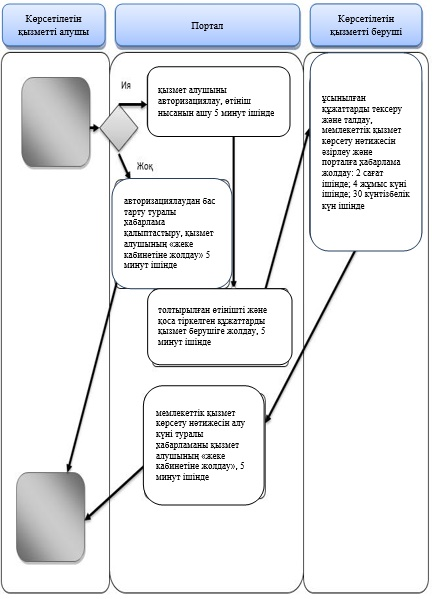 Көрсетілетін
қызметті алушы
Портал
Көрсетілетін
қызметті беруші
Ия
қызмет алушыны
авторизациялау, өтініш
нысанын ашу 5 минут ішінде
Жоқ
авторизациялаудан бас
тарту туралы
хабарлама
қалыптастыру, қызмет
алушының «жеке
кабинетіне жолдау» 5
минут ішінде
ұсынылған
құжаттарды тексеру
және талдау,
мемлекеттік қызмет
көрсету нәтижесін
әзірлеу және
порталға хабарлама
жолдау: 2 сағат
ішінде; 4 жұмыс күні
ішінде; 30 күнтізбелік
күн ішінде
толтырылған өтінішті және
қоса тіркелген құжаттарды
қызмет берушіге жолдау, 5
минут ішінде
мемлекеттік қызмет
көрсету нәтижесін алу
күні туралы
хабарламаны қызмет
алушының «жеке
кабинетіне жолдау», 5
минут ішінде